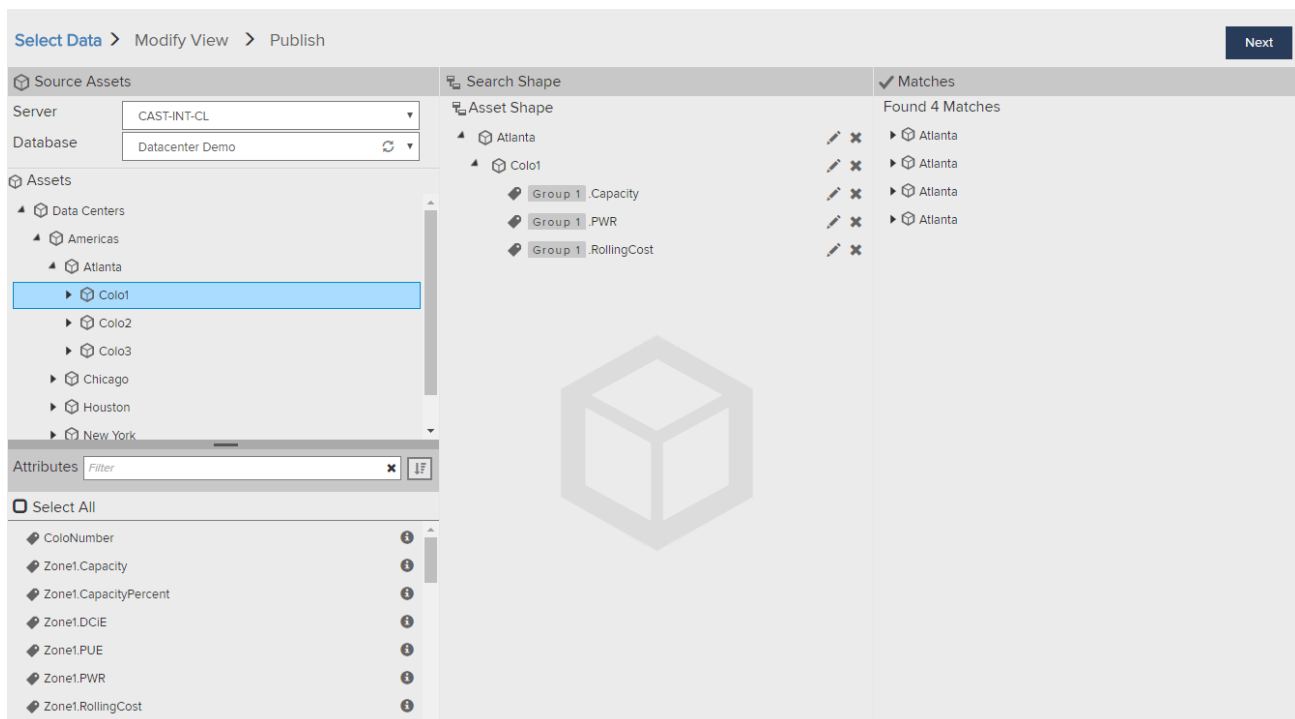 Select Data > Modify View > Publish
Next
Source Assets
Server
CAST-INT-CL
Database
Datacenter Demo
Assets
Data Centers
Americas
Atlanta
Colo1
Colo2
Colo3
Chicago
Houston
New York
Attributes
Filter
Select All
ColoNumber
Zone1.Capacity
Zone1.CapacityPercent
Zone1.DCiE
Zone1.PUE
Zone1.PWR
Zone1.RollingCost
Search Shape
Asset Shape
Atlanta
Colo1
Group 1 .Capacity
Group 1 .PWR
Group 1 .RollingCost
Matches
Found 4 Matches
Atlanta
Atlanta
Atlanta
Atlanta